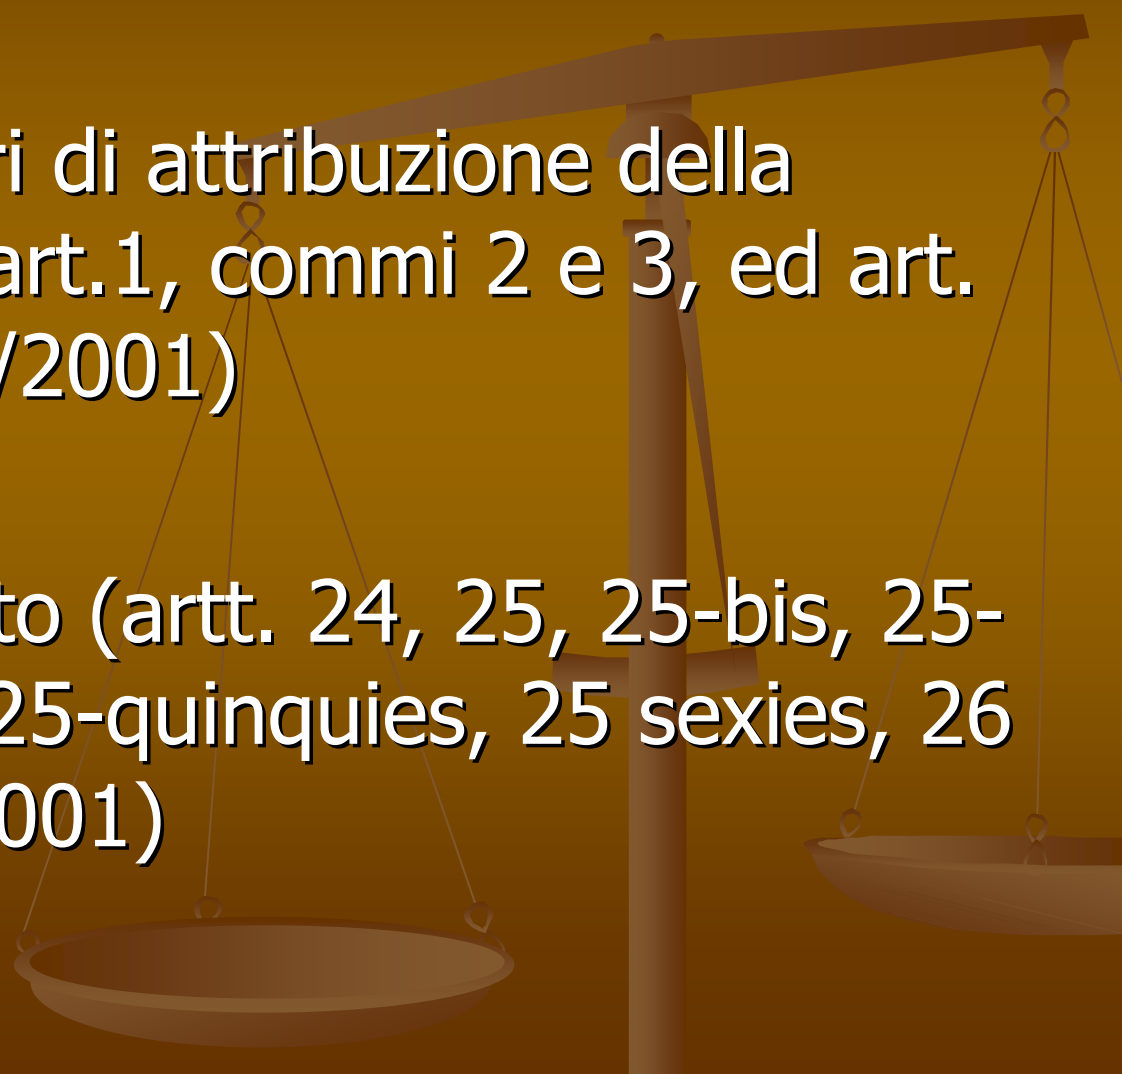 ri di attribuzione della
art.1, commi 2 e 3, ed art.
/2001)
to (artt. 24, 25, 25-bis, 25-
25-quinquies, 25 sexies, 26
001)